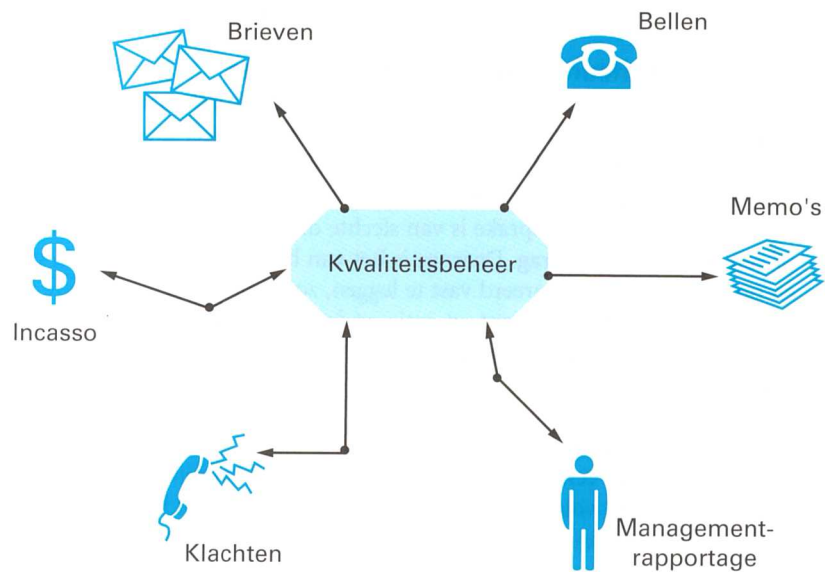 Brieven
Bellen
Memo's
Kwaliteitsbeheer
Incasso
Klachten
Management-
rapportage